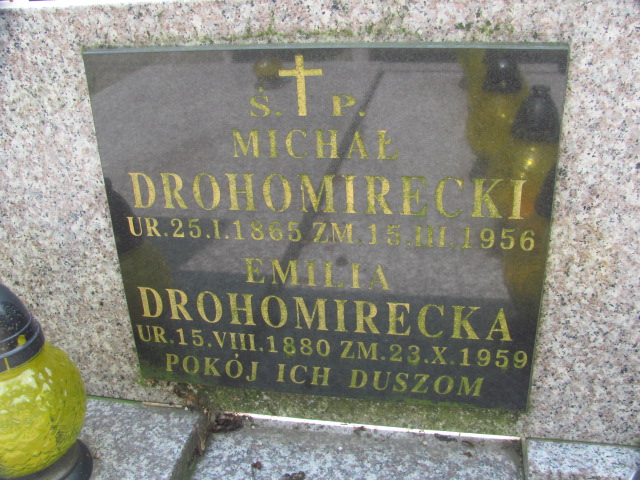 Ś. P.
MICHAŁ
DROHOMIRECKI
UR. 25.I.1865 ZM. 15.III.1956
EMILIA
DROHOMIRECKA
UR. 15.VIII.1880 ZM. 23.X.1959
POKÓJ ICH DUSZOM